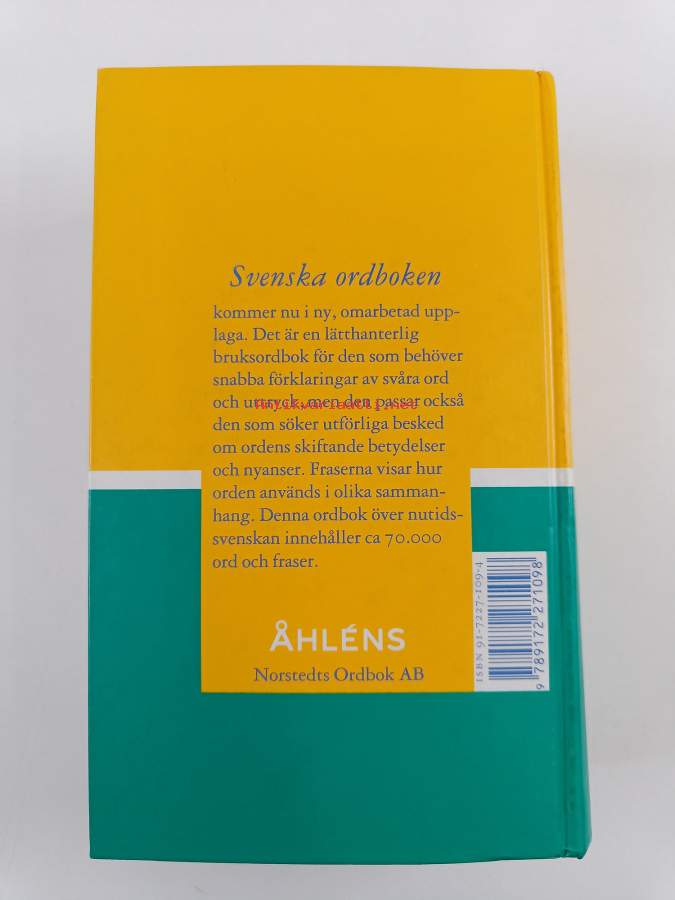 Svenska ordboken
kommer nu i ny, omarbetad upp-
laga. Det är en lätthanterlig
bruksordbok för den som behöver
snabba förklaringar av svåra ord
och uttryck, men den passar också
den som söker utförliga besked
om ordens skiftande betydelser
och nyanser. Fraserna visar hur
orden används i olika samman-
hang. Denna ordbok över nutids-
svenskan innehåller ca 70.000
ord och fraser.
ÅHLÉNS
Norstedts Ordbok AB
ISBN 91-7227-109-4
9 789172 271098